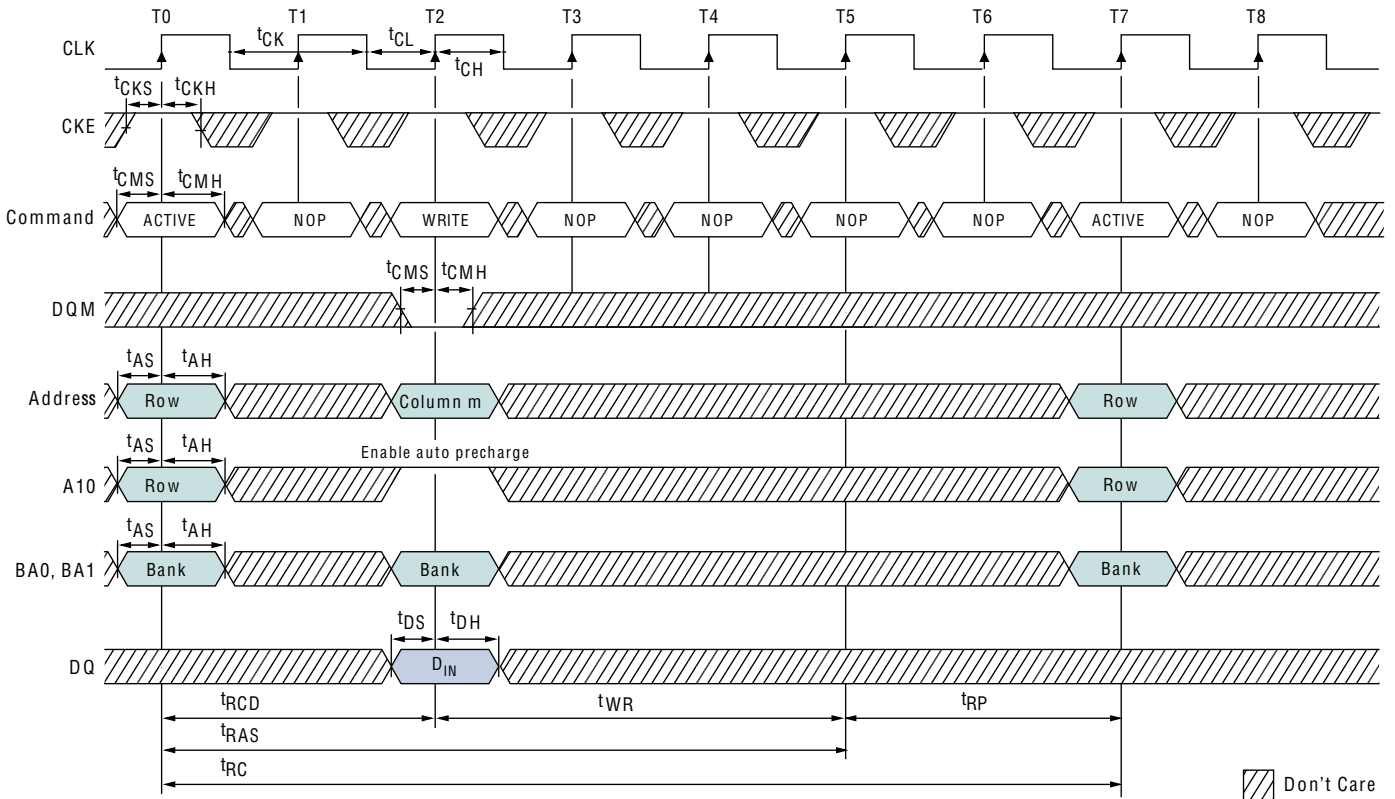 T0 T1 T2 T3 T4 T5 T6 T7 T8
CLK
tCK tCL
tCH
tCKS tCKH
CKE
tCMS tCMH
Command ACTIVE NOP WRITE NOP NOP NOP NOP ACTIVE NOP
tCMS tCMH
DQM
tAS tAH
Address Row Column m Row
tAS tAH Enable auto precharge
A10 Row Row
tAS tAH
BA0, BA1 Bank Bank Bank
tDS tDH
DQ DIN
tRCD tWR tRP
tRAS
tRC
Don't Care